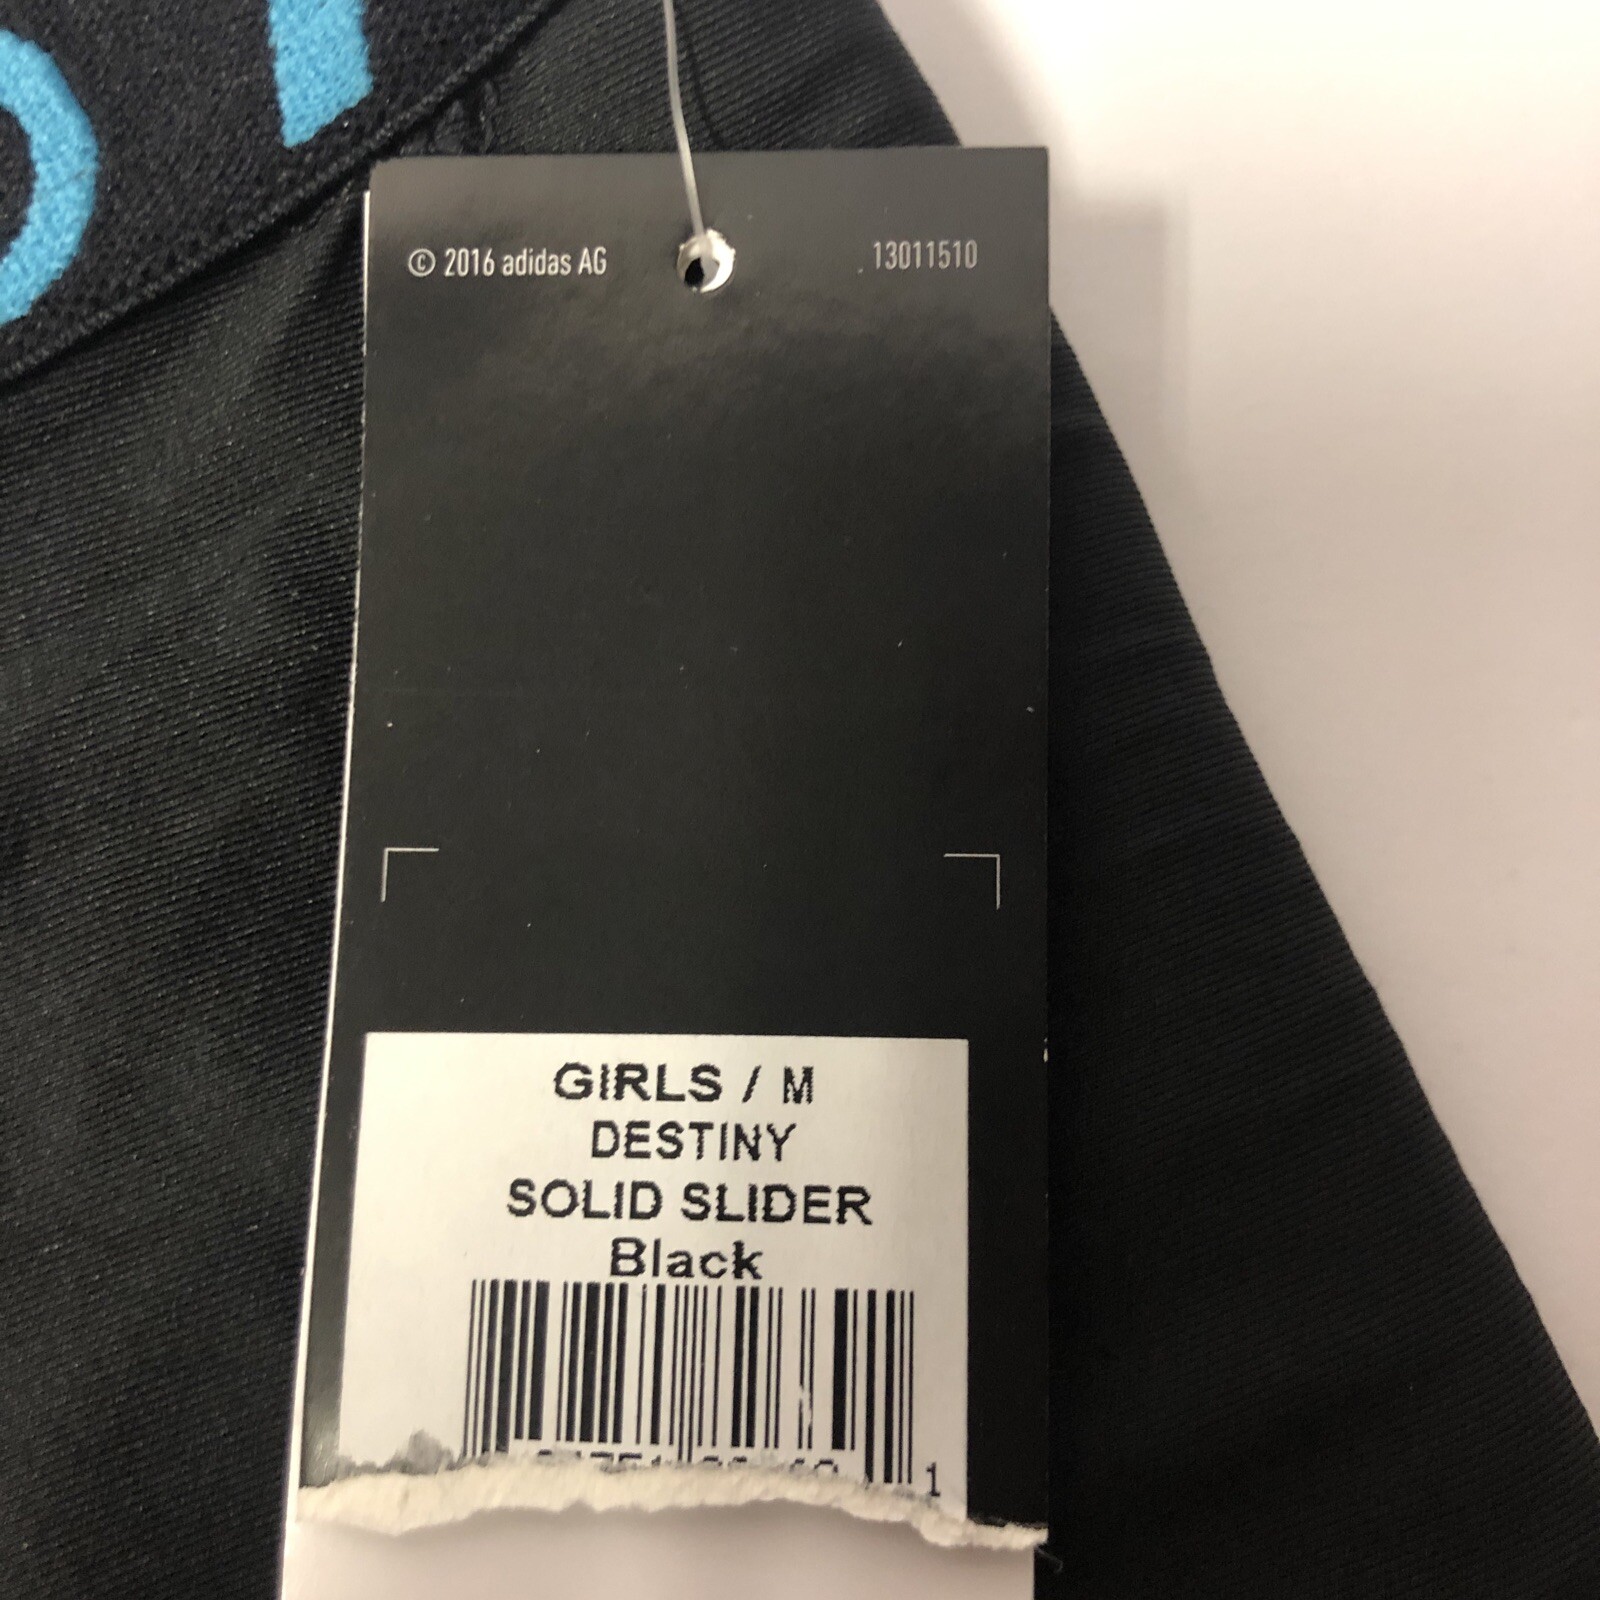 © 2016 adidas AG
13011510
GIRLS / M
DESTINY
SOLID SLIDER
Black
1